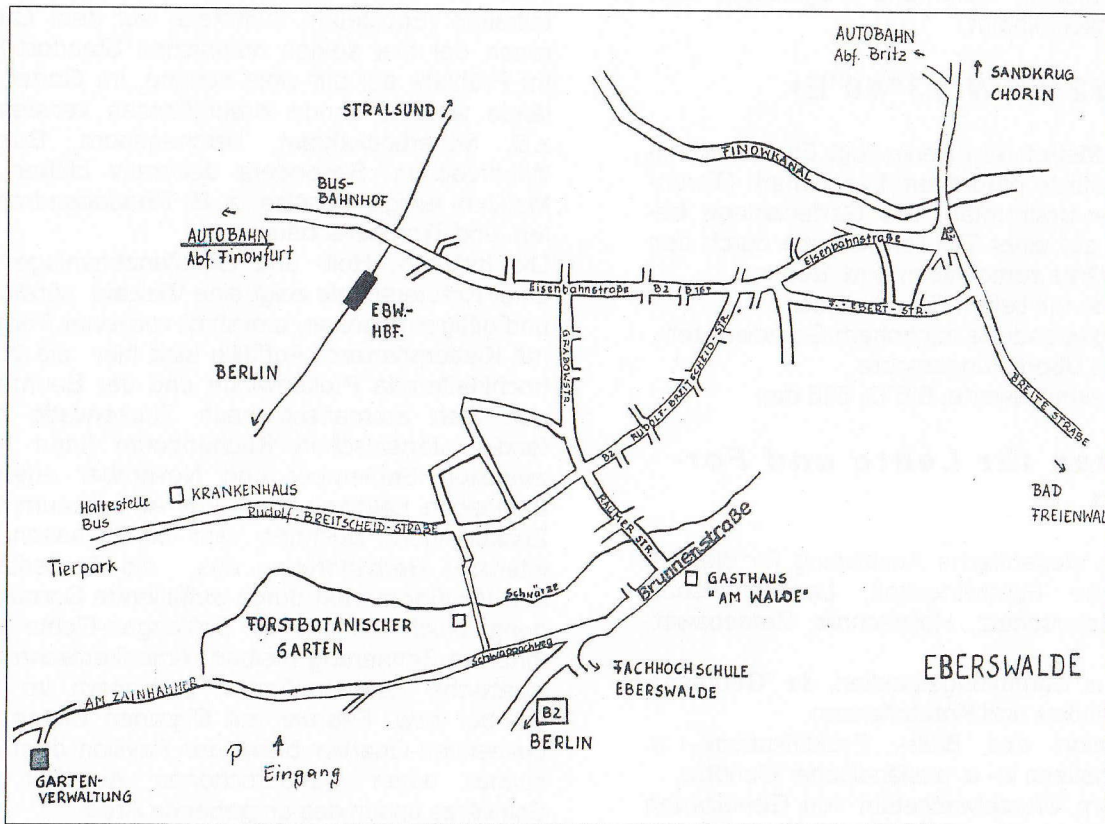 AUTOBAHN
Abf. Britz
SANDKRUG
CHORIN
STRALSUND
FINOWKANAL
BUS-
BAHNHOF
AUTOBAHN
Abf. Finowfurt
Eisenbahnstraße
Eisenbahnstraße B2 / B167
F.-EBERT-STR.
EBW.-
HBF.
BERLIN
GRABOWSTR.
B2 RUDOLF-BREITSCHEID-STR.
BREITE STRAßE
BAD
FREIENWAL
KRANKENHAUS
Haltestelle
Bus
Rudolf-BREITSCHEID-STRAßE
Tierpark
RAUMER STR.
Brunnenstraße
Schwärze
GASTHAUS
"AM WALDE"
FORSTBOTANISCHER
GARTEN
Schwappachweg
FACHHOCHSCHULE
EBERSWALDE
EBERSWALDE
AM ZAINHAMMER
B2
BERLIN
P
Eingang
GARTEN-
VERWALTUNG